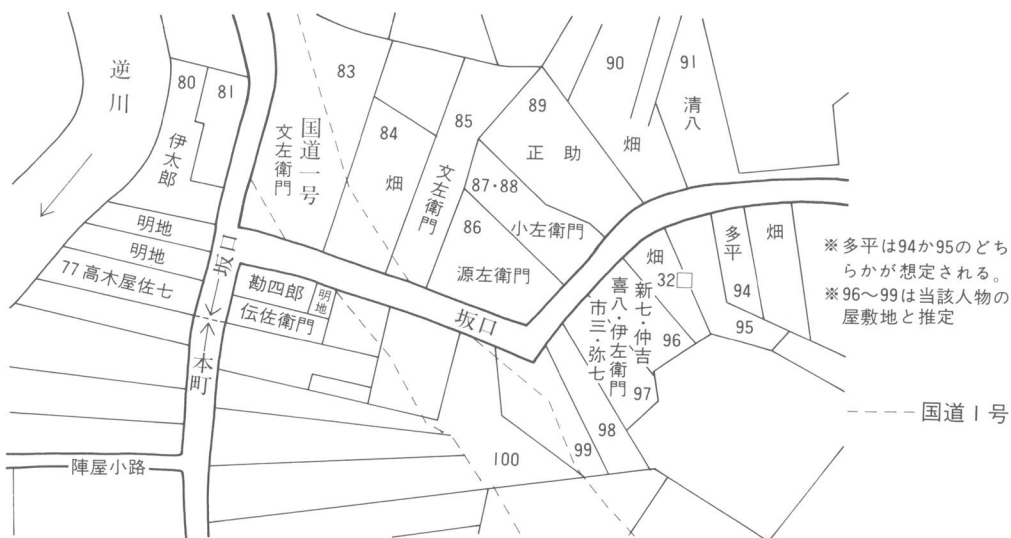 逆川
80
81
伊太郎
明地
明地
77高木屋佐七
坂口
本町
陣屋小路
83
国道一号
文左衛門
84
畑
85
文左衛門
勘四郎
明地
伝佐衛門
89
正助
87・88
小左衛門
86
源左衛門
坂口
90
畑
91
清八
畑
32
多平
94
畑
95
96
新七・仲吉
喜八・伊左衛門
市三・弥七
97
98
99
100
※多平は94か95のどち
らかが想定される。
※96〜99は当該人物の
屋敷地と推定
国道1号